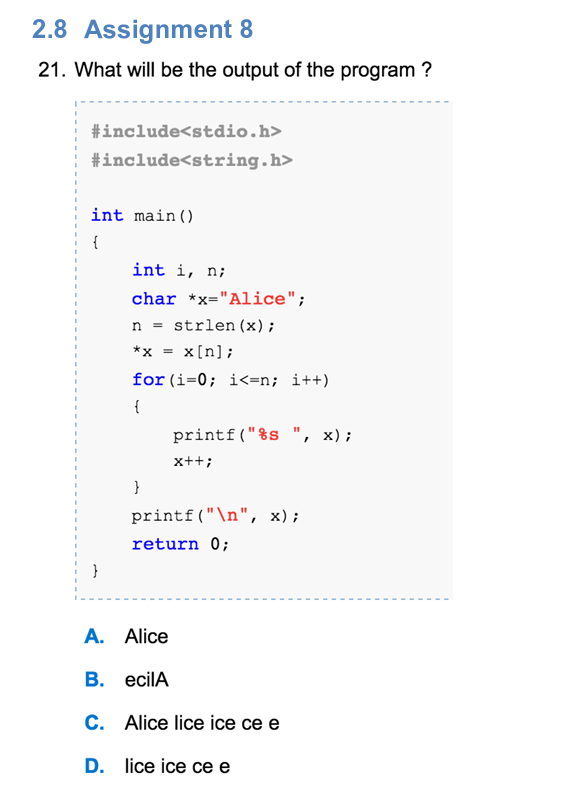 2.8 Assignment 8
21. What will be the output of the program ?
#include<stdio.h>
#include<string.h>
int main()
{
int i, n;
char *x="Alice";
n = strlen(x);
*x = x[n];
for(i=0; i<=n; i++)
{
printf("%s ", x);
x++;
}
printf("\n", x);
return 0;
}
A. Alice
B. ecilA
C. Alice lice ice ce e
D. lice ice ce e